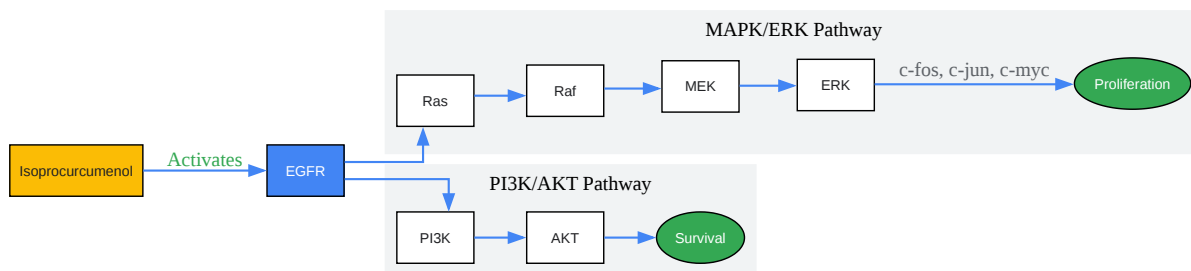 MAPK/ERK Pathway
Ras
Raf
MEK
ERK
c-fos, c-jun, c-myc
Proliferation
Isoprocurcumenol
Activates
EGFR
PI3K/AKT Pathway
PI3K
AKT
Survival